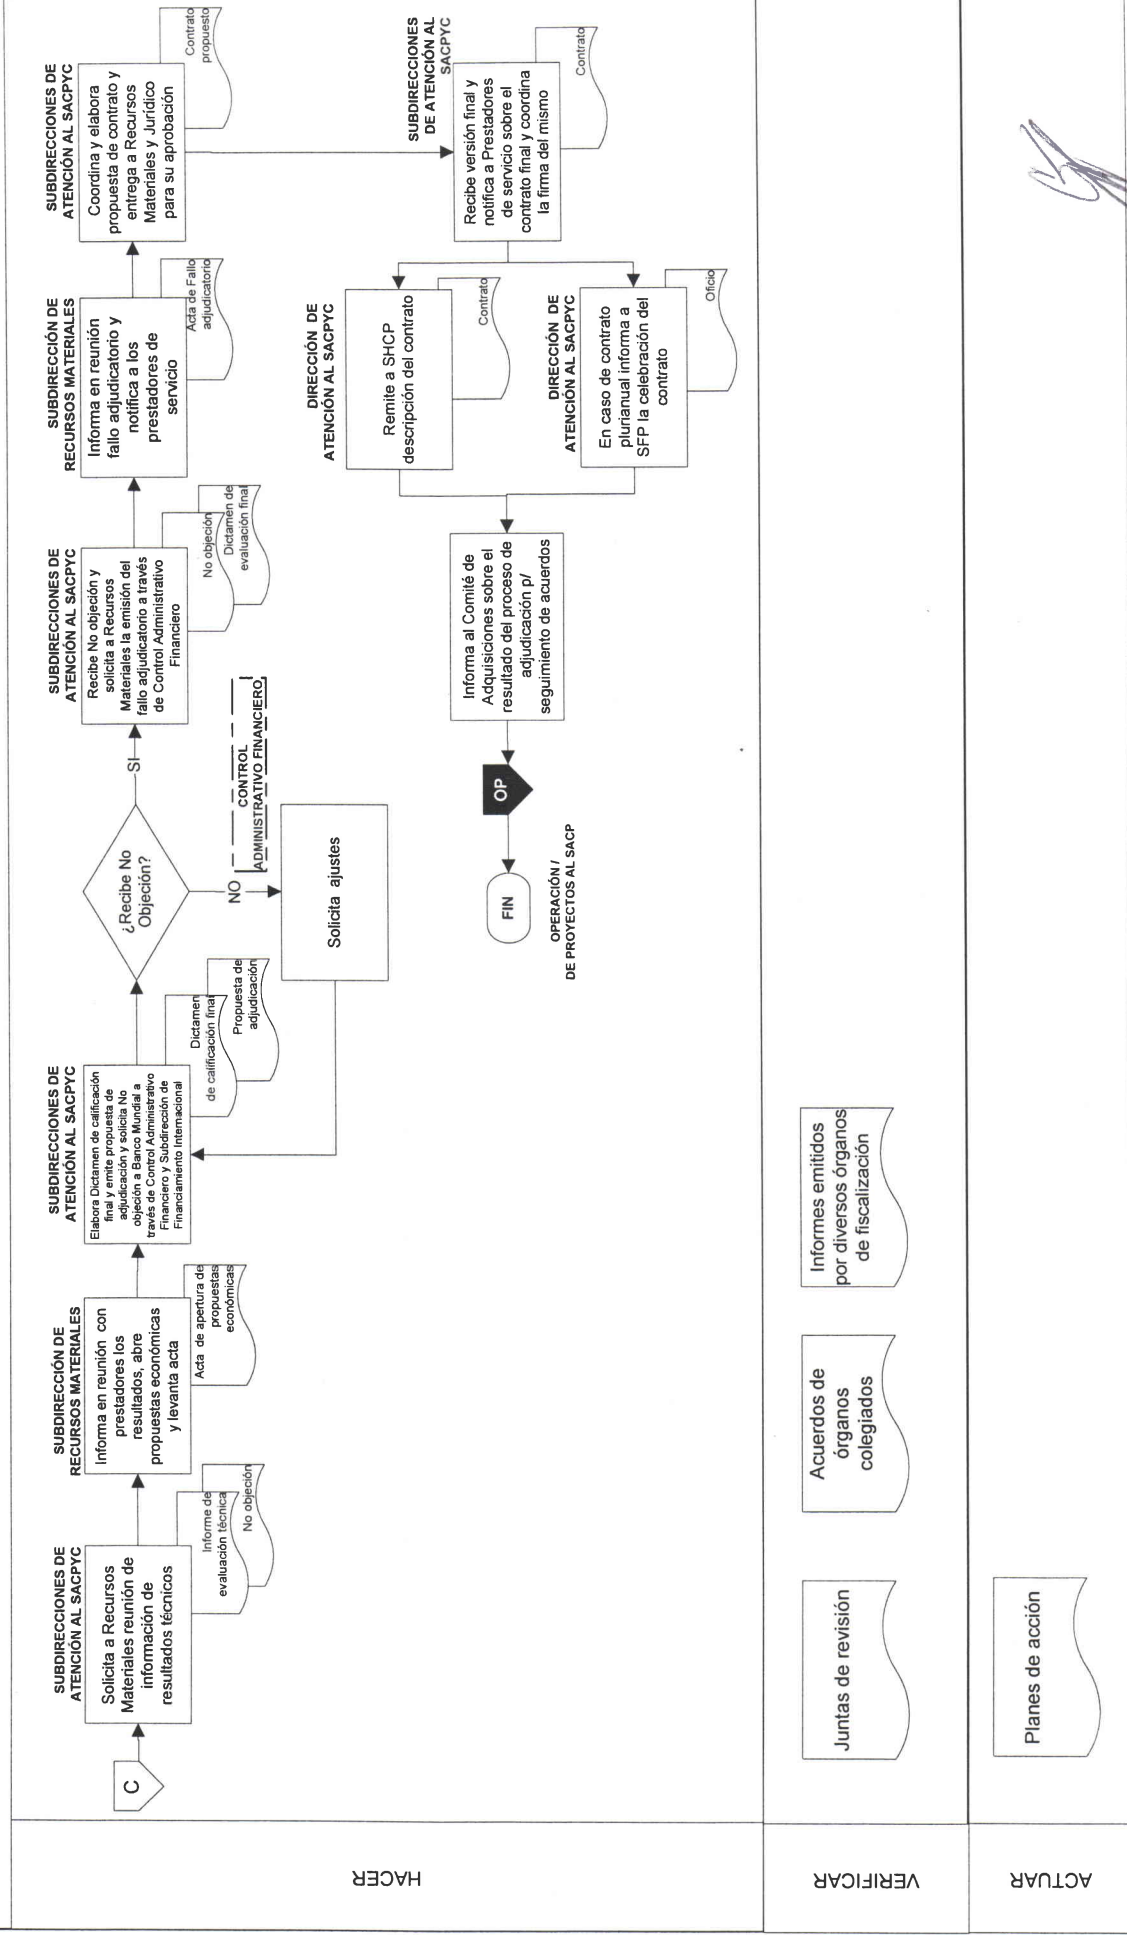 HACER
C
SUBDIRECCIONES DE
ATENCIÓN AL SACPYC
Solicita a Recursos
Materiales reunión de
información de
resultados técnicos
Informe de
evaluación técnica
No objeción
SUBDIRECCIÓN DE
RECURSOS MATERIALES
Informa en reunión con
prestadores los
resultados, abre
propuestas económicas
y levanta acta
Acta de apertura de
propuestas
económicas
SUBDIRECCIONES DE
ATENCIÓN AL SACPYC
Elabora Dictamen de calificación
final y emite propuesta de
adjudicación y solicita No
objeción a Banco Mundial a
través de Control Administrativo
Financiero y Subdirección de
Financiamiento Internacional
Dictamen
de calificación final
Propuesta de
adjudicación
¿Recibe No
Objeción?
SI
NO
CONTROL
ADMINISTRATIVO FINANCIERO
Solicita ajustes
SUBDIRECCIONES DE
ATENCIÓN AL SACPYC
Recibe No objeción y
solicita a Recursos
Materiales la emisión del
fallo adjudicatorio a través
de Control Administrativo
Financiero
No objeción
Dictamen de
evaluación final
SUBDIRECCIÓN DE
RECURSOS MATERIALES
Informa en reunión
fallo adjudicatorio y
notifica a los
prestadores de
servicio
Acta de Fallo
adjudicatorio
SUBDIRECCIONES DE
ATENCIÓN AL SACPYC
Coordina y elabora
propuesta de contrato y
entrega a Recursos
Materiales y Jurídico
para su aprobación
Contrato
propuesto
SUBDIRECCIONES
DE ATENCIÓN AL
SACPYC
Recibe versión final y
notifica a Prestadores
de servicio sobre el
contrato final y coordina
la firma del mismo
Contrato
DIRECCIÓN DE
ATENCIÓN AL SACPYC
Remite a SHCP
descripción del contrato
Contrato
DIRECCIÓN DE
ATENCIÓN AL SACPYC
En caso de contrato
plurianual informa a
SFP la celebración del
contrato
Oficio
Informa al Comité de
Adquisiciones sobre el
resultado del proceso de
adjudicación p/
seguimiento de acuerdos
OP
FIN
OPERACIÓN /
DE PROYECTOS AL SACP
VERIFICAR
Juntas de revisión
Acuerdos de
órganos
colegiados
Informes emitidos
por diversos órganos
de fiscalización
ACTUAR
Planes de acción